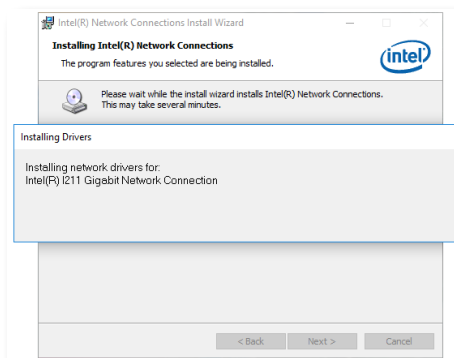 Intel(R) Network Connections Install Wizard
Installing Intel(R) Network Connections
The program features you selected are being installed.
intel
Please wait while the install wizard installs Intel(R) Network Connections.
This may take several minutes.
Installing Drivers
Installing network drivers for:
Intel(R) I211 Gigabit Network Connection
< Back Next > Cancel